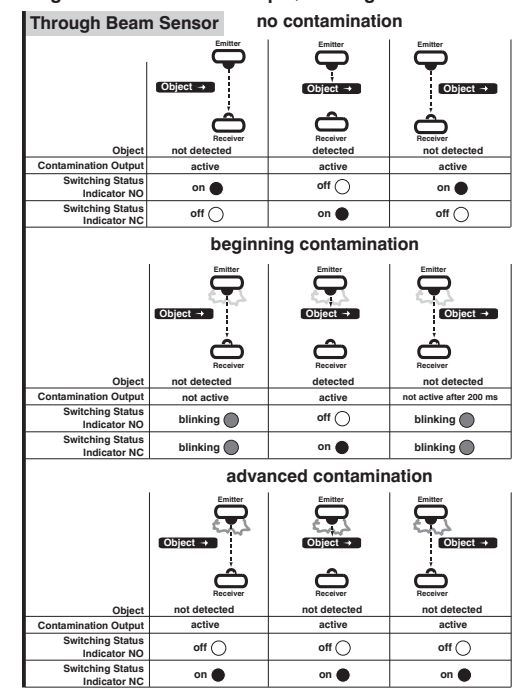 Through Beam Sensor
no contamination
Emitter Emitter Emitter
Object → Object → Object →
Receiver Receiver Receiver
Object not detected detected not detected
Contamination Output active active active
Switching Status
Indicator NO on off on
Switching Status
Indicator NC off on off
beginning contamination
Emitter Emitter Emitter
Object → Object → Object →
Receiver Receiver Receiver
Object not detected detected not detected
Contamination Output not active active not active after 200 ms
Switching Status
Indicator NO blinking off blinking
Switching Status
Indicator NC blinking on blinking
advanced contamination
Emitter Emitter Emitter
Object → Object → Object →
Receiver Receiver Receiver
Object not detected not detected not detected
Contamination Output active active active
Switching Status
Indicator NO off off off
Switching Status
Indicator NC on on on